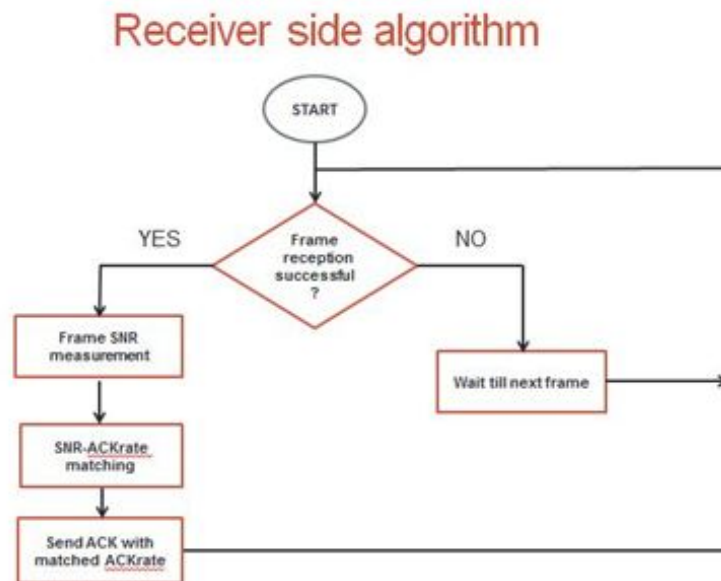 Receiver side algorithm
START
YES
NO
Frame
reception
successful
?
Frame SNR
measurement
Wait till next frame
SNR-ACKrate
matching
Send ACK with
matched ACKrate